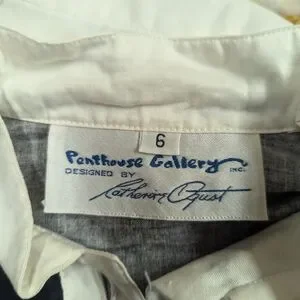 6
Penthouse Gallery INC.
DESIGNED BY
Catherine Ogust